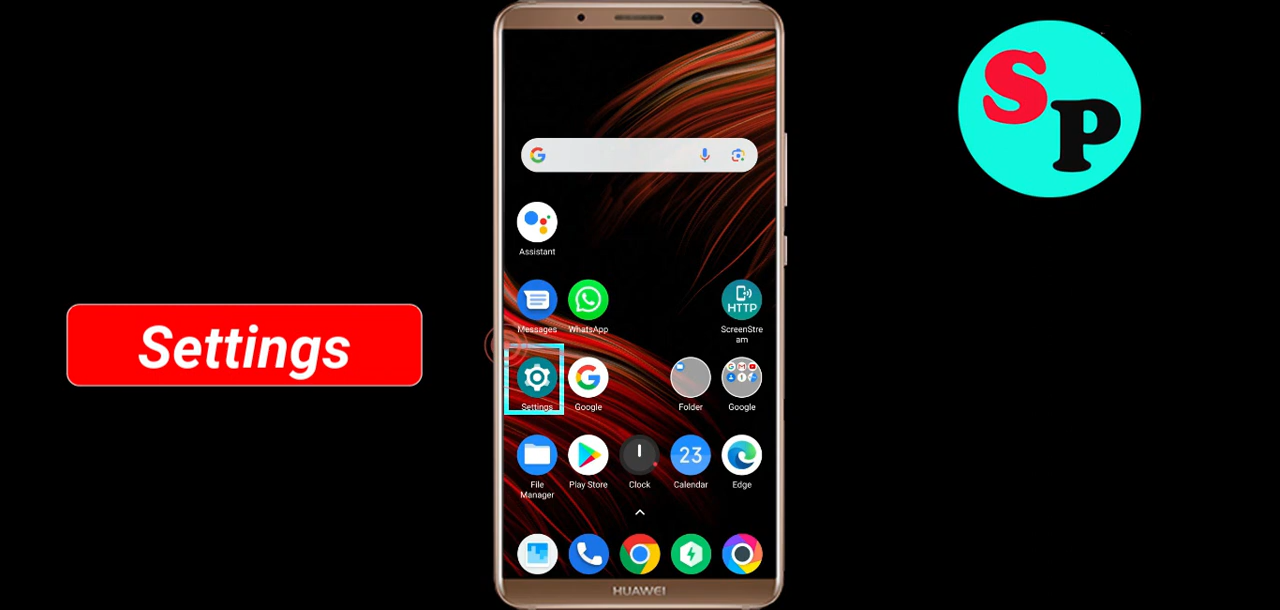 SP
Assistant
Messages
WhatsApp
HTTP
ScreenStre
am
Settings
Settings
Google
Folder
Google
23
File
Manager
Play Store
Clock
Calendar
Edge
HUAWEI